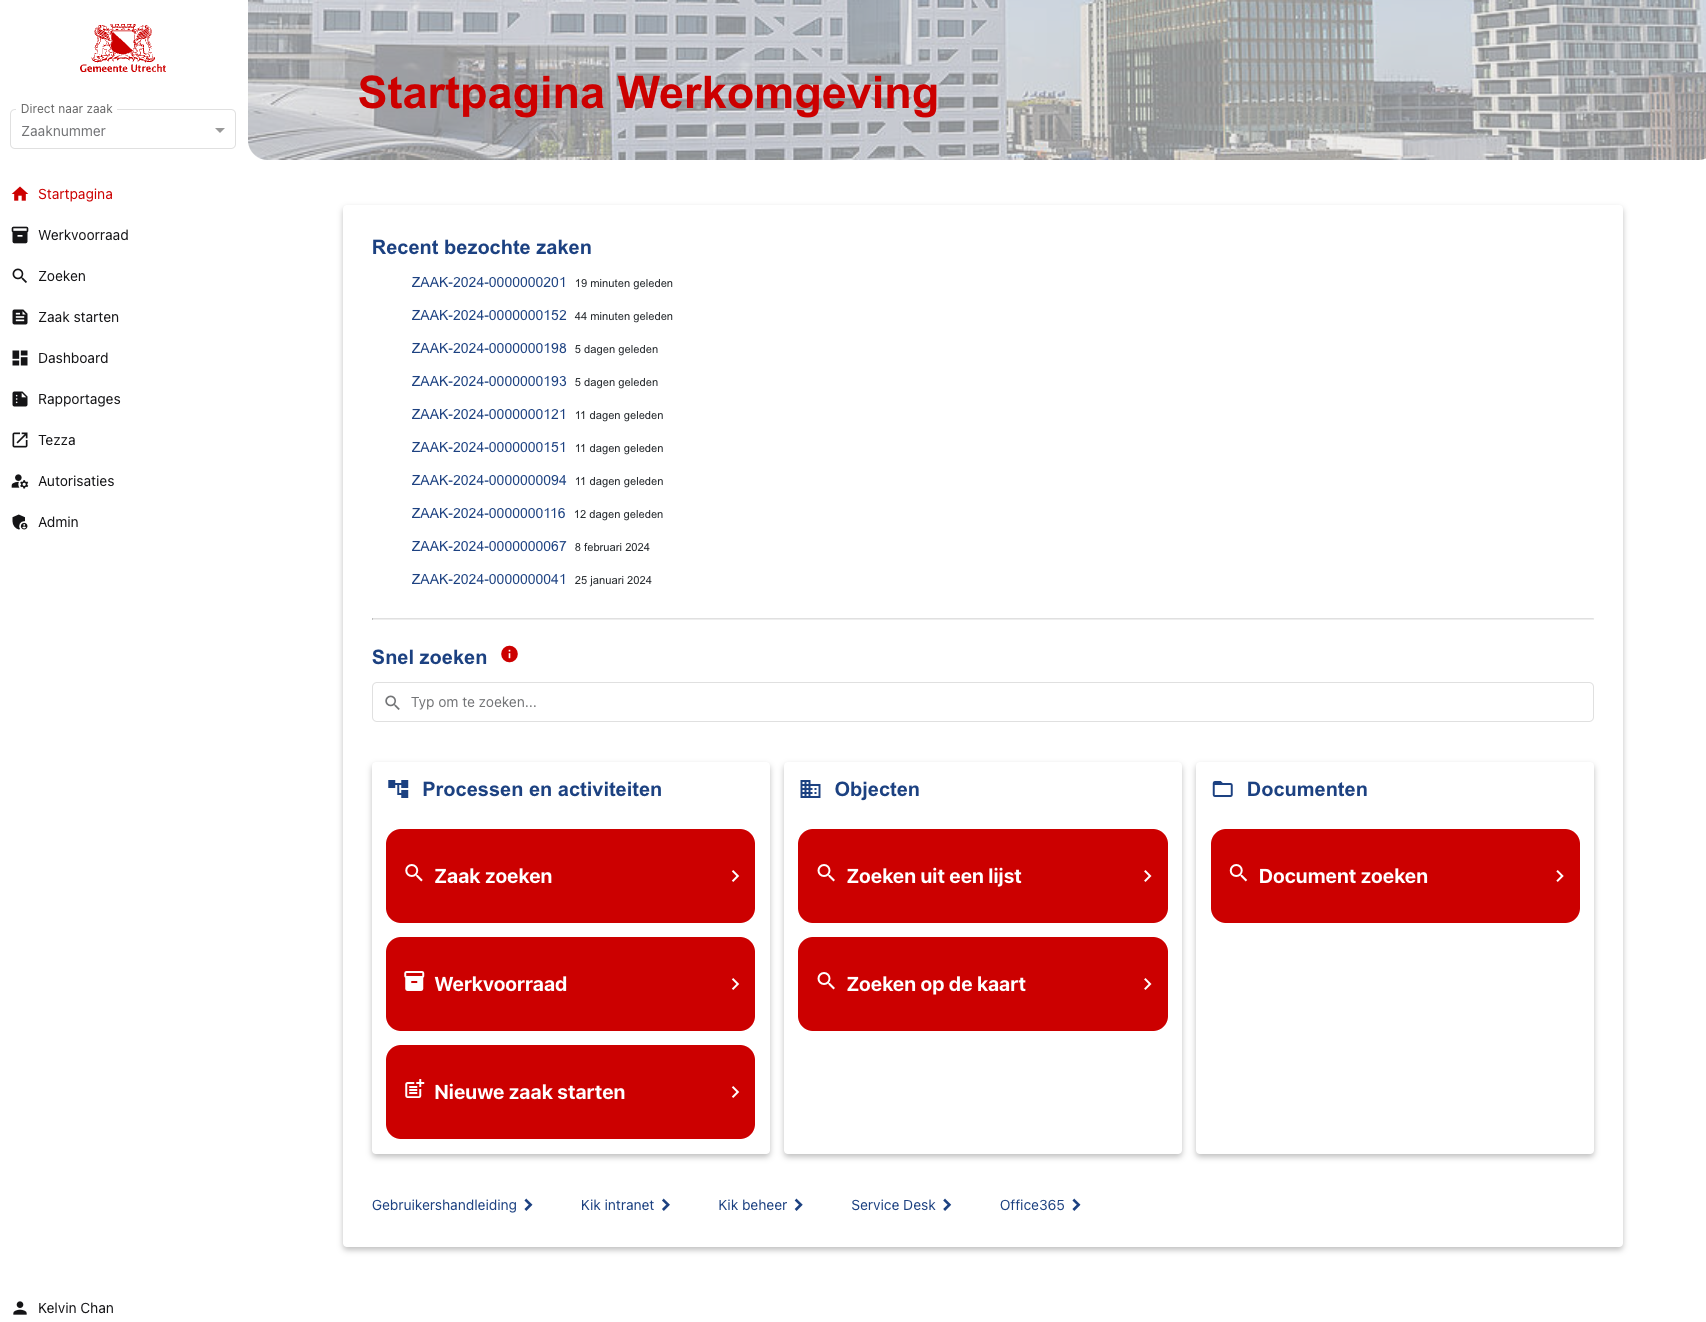 Gemeente Utrecht
Direct naar zaak
Zaaknummer
Startpagina
Werkvoorraad
Zoeken
Zaak starten
Dashboard
Rapportages
Tezza
Autorisaties
Admin
Kelvin Chan
Startpagina Werkomgeving
Recent bezochte zaken
ZAAK-2024-0000000201 19 minuten geleden
ZAAK-2024-0000000152 44 minuten geleden
ZAAK-2024-0000000198 5 dagen geleden
ZAAK-2024-0000000193 5 dagen geleden
ZAAK-2024-0000000121 11 dagen geleden
ZAAK-2024-0000000151 11 dagen geleden
ZAAK-2024-0000000094 11 dagen geleden
ZAAK-2024-0000000116 12 dagen geleden
ZAAK-2024-0000000067 8 februari 2024
ZAAK-2024-0000000041 25 januari 2024
Snel zoeken
Typ om te zoeken...
Processen en activiteiten
Zaak zoeken
Werkvoorraad
Nieuwe zaak starten
Objecten
Zoeken uit een lijst
Zoeken op de kaart
Documenten
Document zoeken
Gebruikershandleiding Kik intranet Kik beheer Service Desk Office365